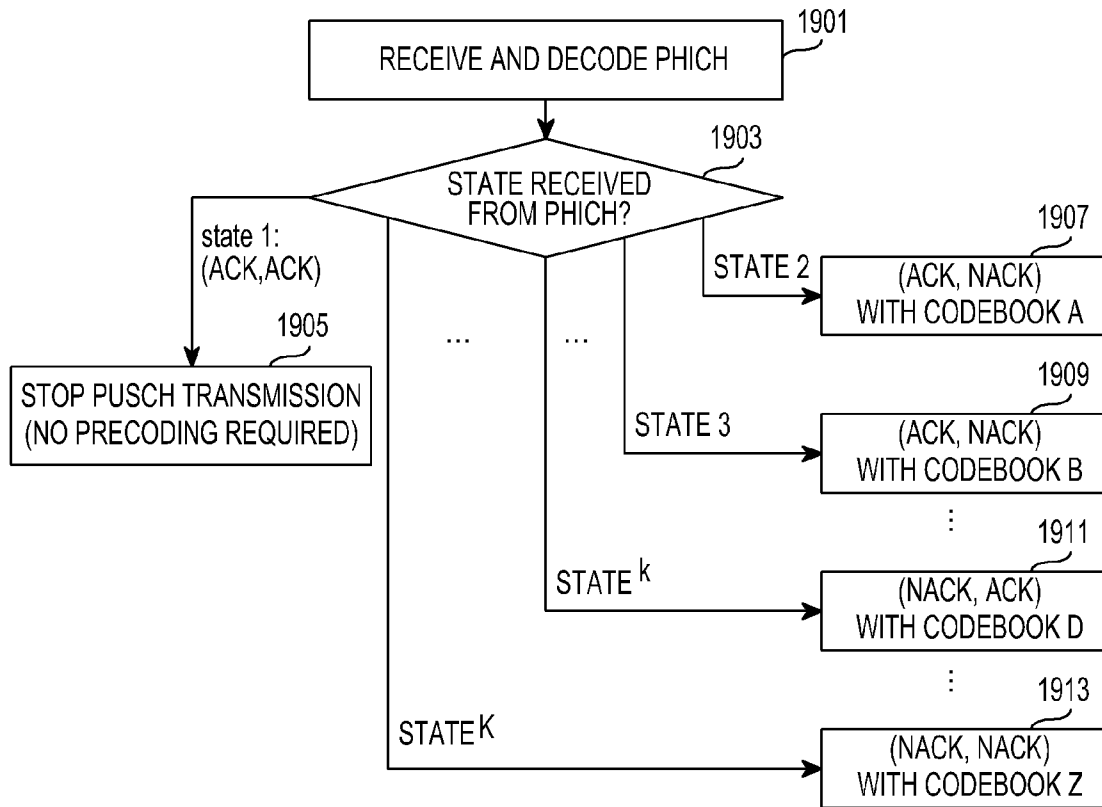 1901
RECEIVE AND DECODE PHICH
1903
STATE RECEIVED
FROM PHICH?
state 1:
(ACK,ACK)
1905
STOP PUSCH TRANSMISSION
(NO PRECODING REQUIRED)
...
...
STATE 2
1907
(ACK, NACK)
WITH CODEBOOK A
STATE 3
1909
(ACK, NACK)
WITH CODEBOOK B
...
STATE k
1911
(NACK, ACK)
WITH CODEBOOK D
...
STATE K
1913
(NACK, NACK)
WITH CODEBOOK Z